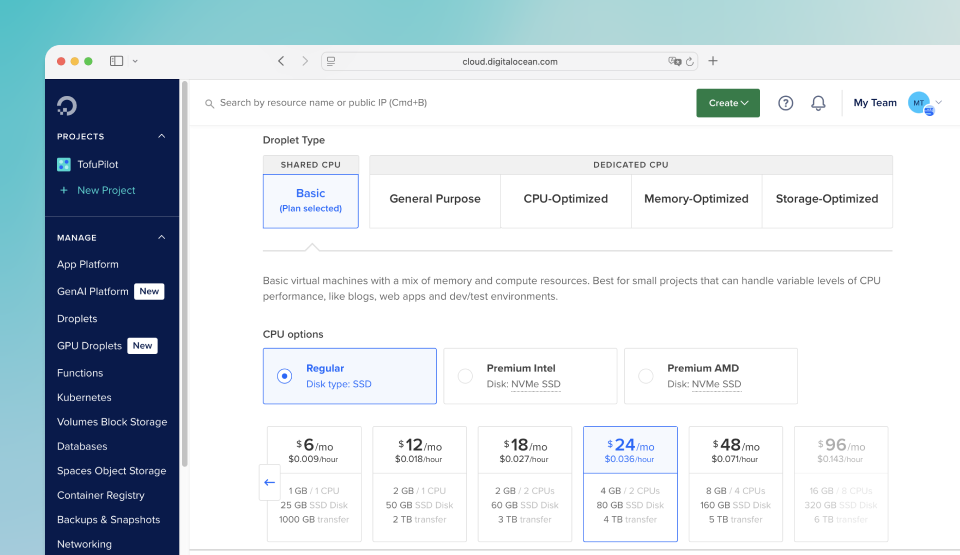 cloud.digitalocean.com
Search by resource name or public IP (Cmd+B)
Create
?
My Team
MT
PROJECTS
TofuPilot
+ New Project
MANAGE
App Platform
GenAI Platform New
Droplets
GPU Droplets New
Functions
Kubernetes
Volumes Block Storage
Databases
Spaces Object Storage
Container Registry
Backups & Snapshots
Networking
Droplet Type
SHARED CPU
DEDICATED CPU
Basic
(Plan selected)
General Purpose
CPU-Optimized
Memory-Optimized
Storage-Optimized
Basic virtual machines with a mix of memory and compute resources. Best for small projects that can handle variable levels of CPU
performance, like blogs, web apps and dev/test environments.
CPU options
Regular
Disk type: SSD
Premium Intel
Disk: NVMe SSD
Premium AMD
Disk: NVMe SSD
$6/mo
$0.009/hour
1 GB / 1 CPU
25 GB SSD Disk
1000 GB transfer
$12/mo
$0.018/hour
2 GB / 1 CPU
50 GB SSD Disk
2 TB transfer
$18/mo
$0.027/hour
2 GB / 2 CPUs
60 GB SSD Disk
3 TB transfer
$24/mo
$0.036/hour
4 GB / 2 CPUs
80 GB SSD Disk
4 TB transfer
$48/mo
$0.071/hour
8 GB / 4 CPUs
160 GB SSD Disk
5 TB transfer
$96/mo
$0.143/hour
16 GB / 8 CPUs
320 GB SSD Disk
6 TB transfer